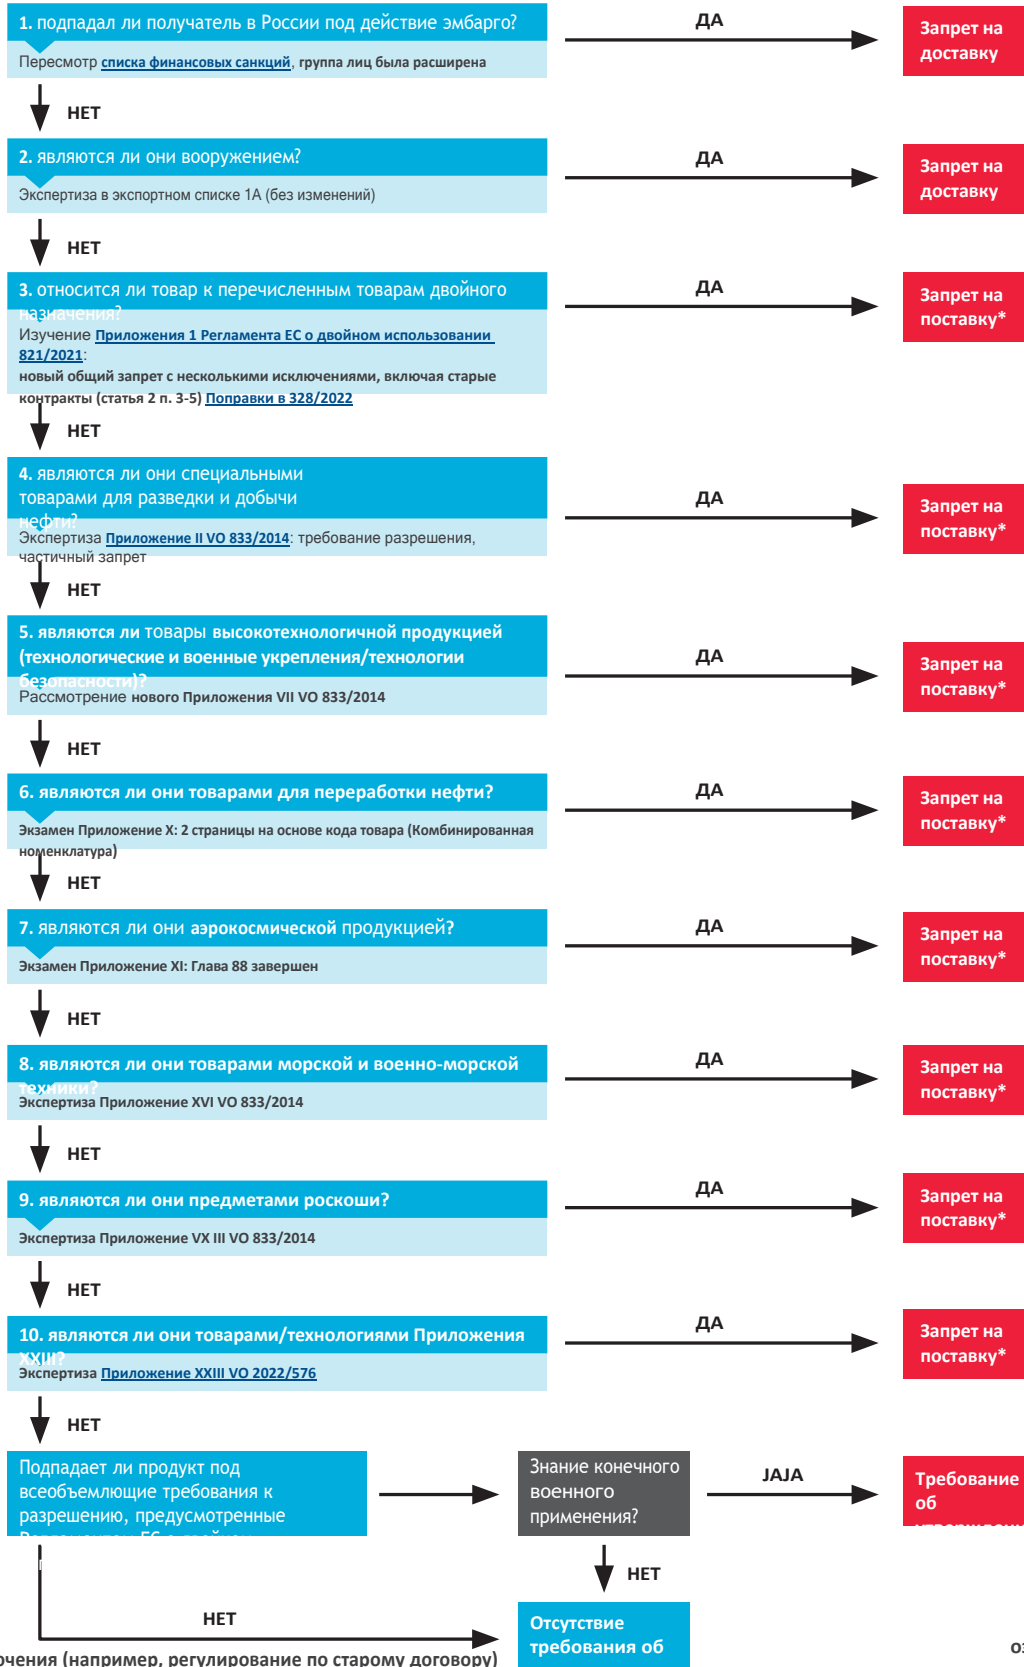 1. подпадал ли получатель в России под действие эмбарго?
ДА
Запрет на
доставку
Пересмотр списка финансовых санкций, группа лиц была расширена
НЕТ
2. являются ли они вооружением?
ДА
Запрет на
доставку
Экспертиза в экспортном списке 1А (без изменений)
НЕТ
3. относится ли товар к перечисленным товарам двойного
назначения?
ДА
Запрет на
поставку*
Изучение Приложения 1 Регламента ЕС о двойном использовании
821/2021:
новый общий запрет с несколькими исключениями, включая старые
контракты (статья 2 п. 3-5) Поправки в 328/2022
НЕТ
4. являются ли они специальными
товарами для разведки и добычи
нефти?
ДА
Запрет на
поставку*
Экспертиза Приложение II VO 833/2014: требование разрешения,
частичный запрет
НЕТ
5. являются ли товары высокотехнологичной продукцией
(технологические и военные укрепления/технологии
безопасности)?
ДА
Запрет на
поставку*
Рассмотрение нового Приложения VII VO 833/2014
НЕТ
6. являются ли они товарами для переработки нефти?
ДА
Запрет на
поставку*
Экзамен Приложение X: 2 страницы на основе кода товара (Комбинированная
номенклатура)
НЕТ
7. являются ли они аэрокосмической продукцией?
ДА
Запрет на
поставку*
Экзамен Приложение XI: Глава 88 завершен
НЕТ
8. являются ли они товарами морской и военно-морской
техники?
ДА
Запрет на
поставку*
Экспертиза Приложение XVI VO 833/2014
НЕТ
9. являются ли они предметами роскоши?
ДА
Запрет на
поставку*
Экспертиза Приложение VX III VO 833/2014
НЕТ
10. являются ли они товарами/технологиями Приложения
XXIII?
ДА
Запрет на
поставку*
Экспертиза Приложение XXIII VO 2022/576
НЕТ
Подпадает ли продукт под
всеобъемлющие требования к
разрешению, предусмотренные
Знание конечного
военного
применения?
JAJA
Требование
об
НЕТ
НЕТ
Отсутствие
требования об
очения (например, регулирование по старому договору)